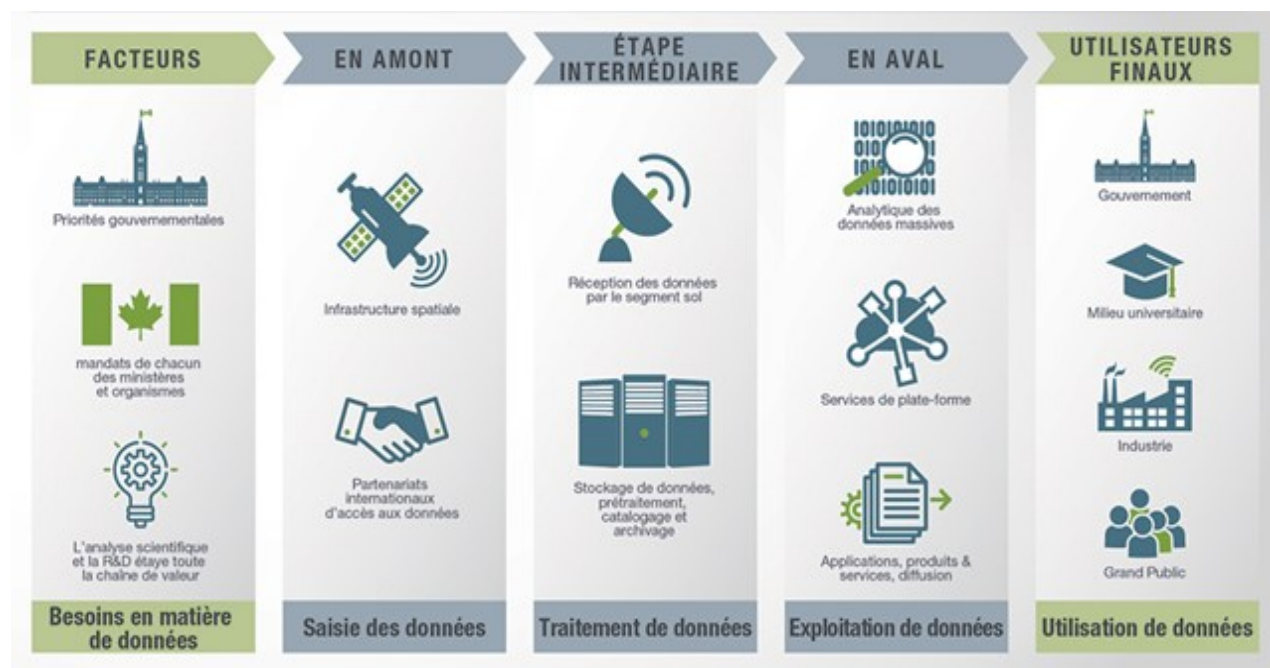 FACTEURS
Priorités gouvernementales
mandats de chacun
des ministères
et organismes
L'analyse scientifique
et la R&D étaye toute
la chaîne de valeur
Besoins en matière
de données
EN AMONT
Infrastructure spatiale
Partenariats
internationaux
d'accès aux données
Saisie des données
ÉTAPE
INTERMÉDIAIRE
Réception des données
par le segment sol
Stockage de données,
prétraitement,
catalogage et
archivage
Traitement de données
EN AVAL
Analytique des
données massives
Services de plate-forme
Applications, produits &
services, diffusion
Exploitation de données
UTILISATEURS
FINAUX
Gouvernement
Milieu universitaire
Industrie
Grand Public
Utilisation de données